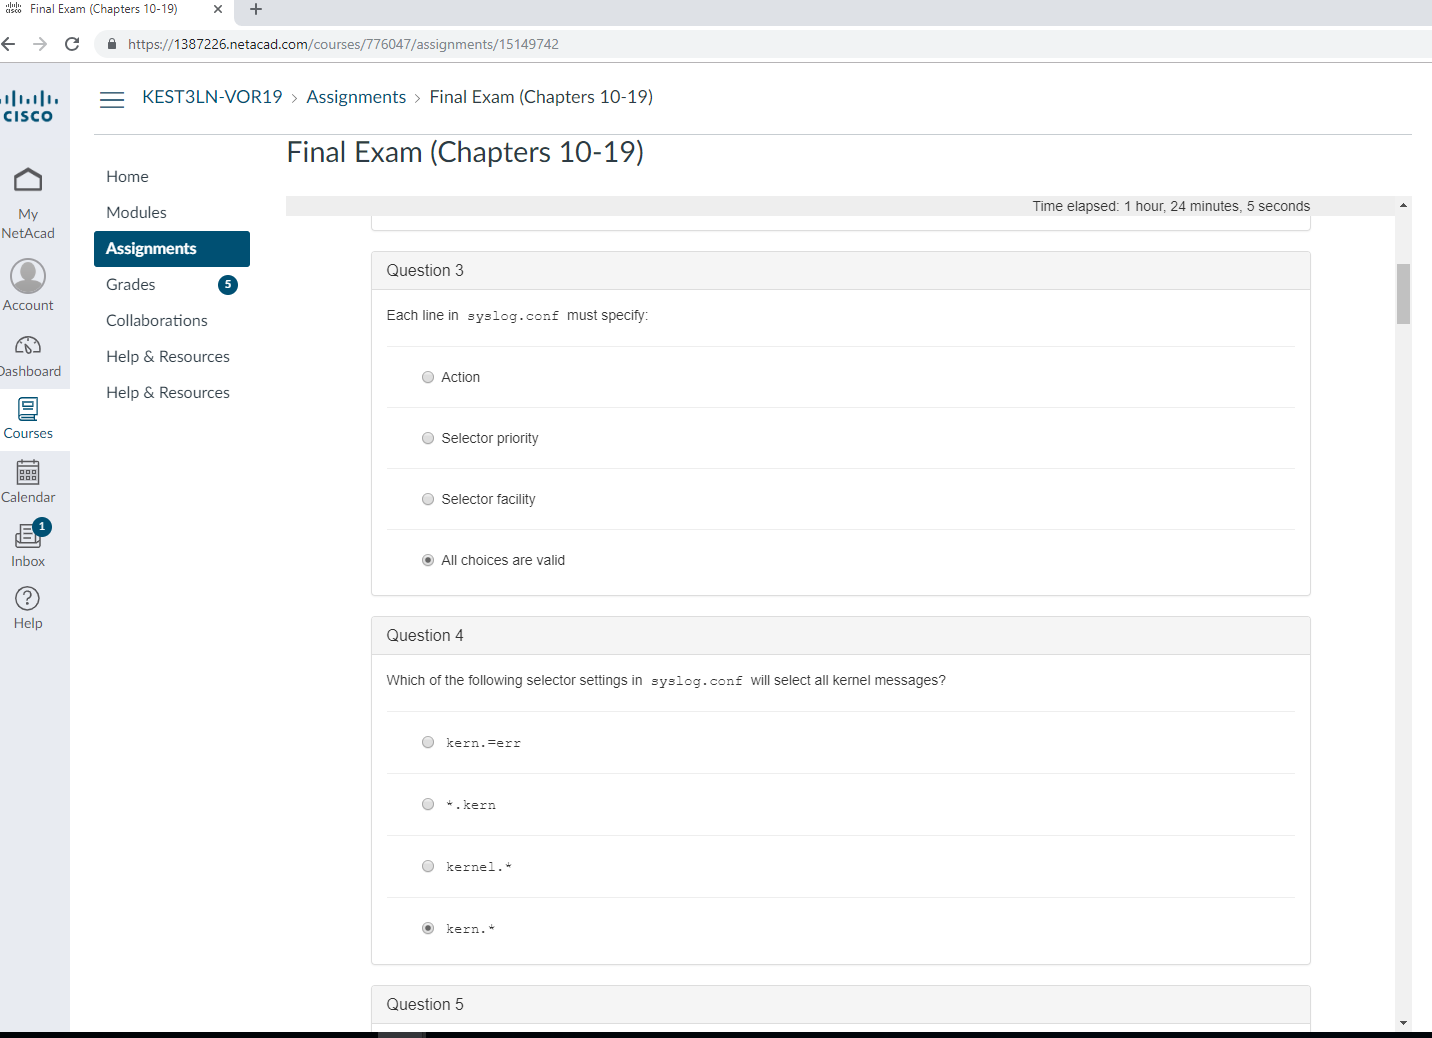 Final Exam (Chapters 10-19)
https://1387226.netacad.com/courses/776047/assignments/15149742
CISCO
KEST3LN-VOR19 > Assignments > Final Exam (Chapters 10-19)
Final Exam (Chapters 10-19)
Time elapsed: 1 hour, 24 minutes, 5 seconds
My
NetAcad
Account
Dashboard
Courses
Calendar
1
Inbox
Help
Home
Modules
Assignments
Grades 5
Collaborations
Help & Resources
Help & Resources
Question 3
Each line in syslog.conf must specify:
Action
Selector priority
Selector facility
All choices are valid
Question 4
Which of the following selector settings in syslog.conf will select all kernel messages?
kern.=err
*.kern
kernel.*
kern.*
Question 5